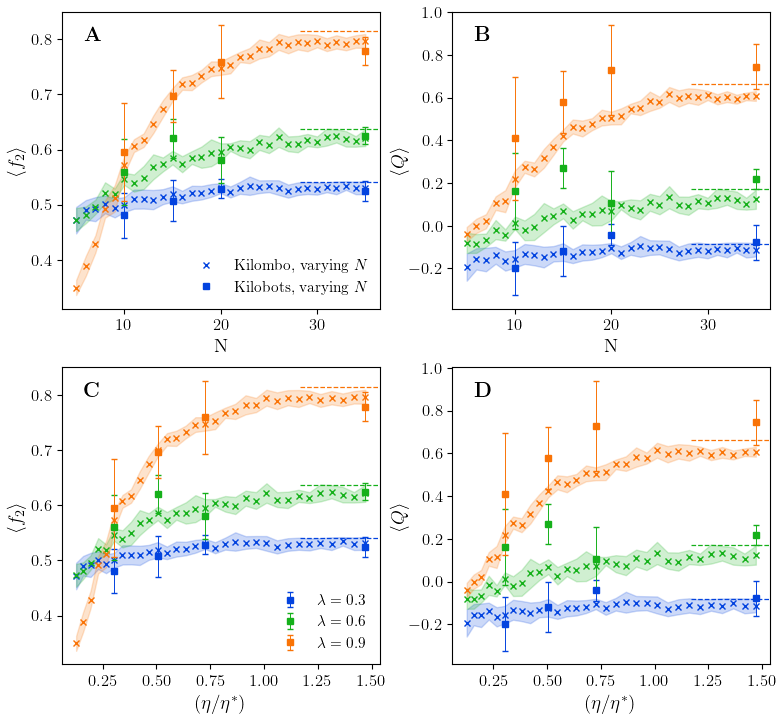 A
0.8
0.7
0.6
0.5
0.4
⟨f₂⟩
10
20
30
N
Kilombo, varying N
Kilobots, varying N
B
1.0
0.8
0.6
0.4
0.2
0.0
−0.2
⟨Q⟩
10
20
30
N
C
0.8
0.7
0.6
0.5
0.4
⟨f₂⟩
λ = 0.3
λ = 0.6
λ = 0.9
0.25
0.50
0.75
1.00
1.25
1.50
(η/η*)
D
1.0
0.8
0.6
0.4
0.2
0.0
−0.2
⟨Q⟩
0.25
0.50
0.75
1.00
1.25
1.50
(η/η*)